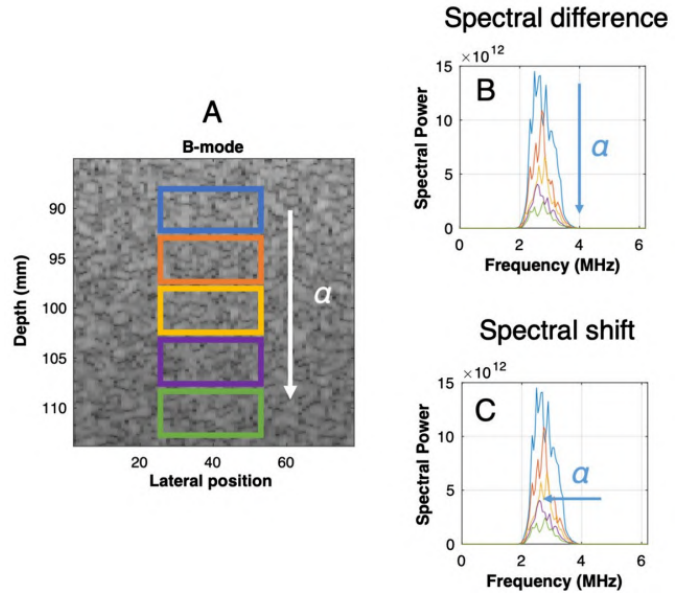 A
B-mode
90
95
100
105
110
Depth (mm)
α
20 40 60
Lateral position
Spectral difference
×10¹²
15
10
5
0
Spectral Power
B
α
0 2 4 6
Frequency (MHz)
Spectral shift
×10¹²
15
10
5
0
Spectral Power
C
α
0 2 4 6
Frequency (MHz)